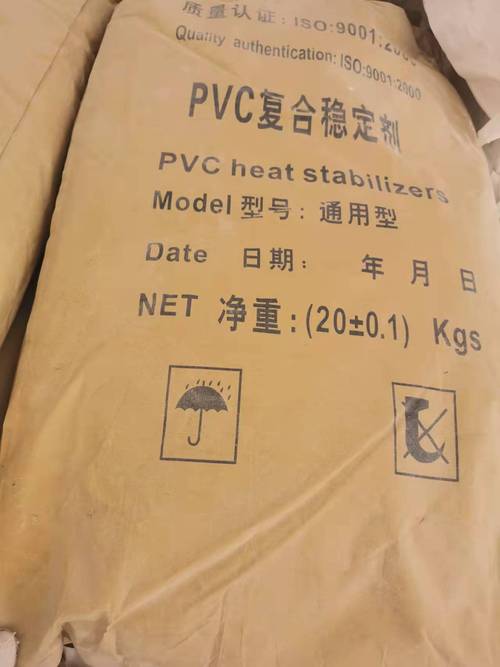 质量认证: ISO:9001:2000
Quality authentication: ISO:9001:2000
PVC复合稳定剂
PVC heat stabilizers
Model 型号: 通用型
Date 日期: 年 月 日
NET 净重:(20±0.1) Kgs